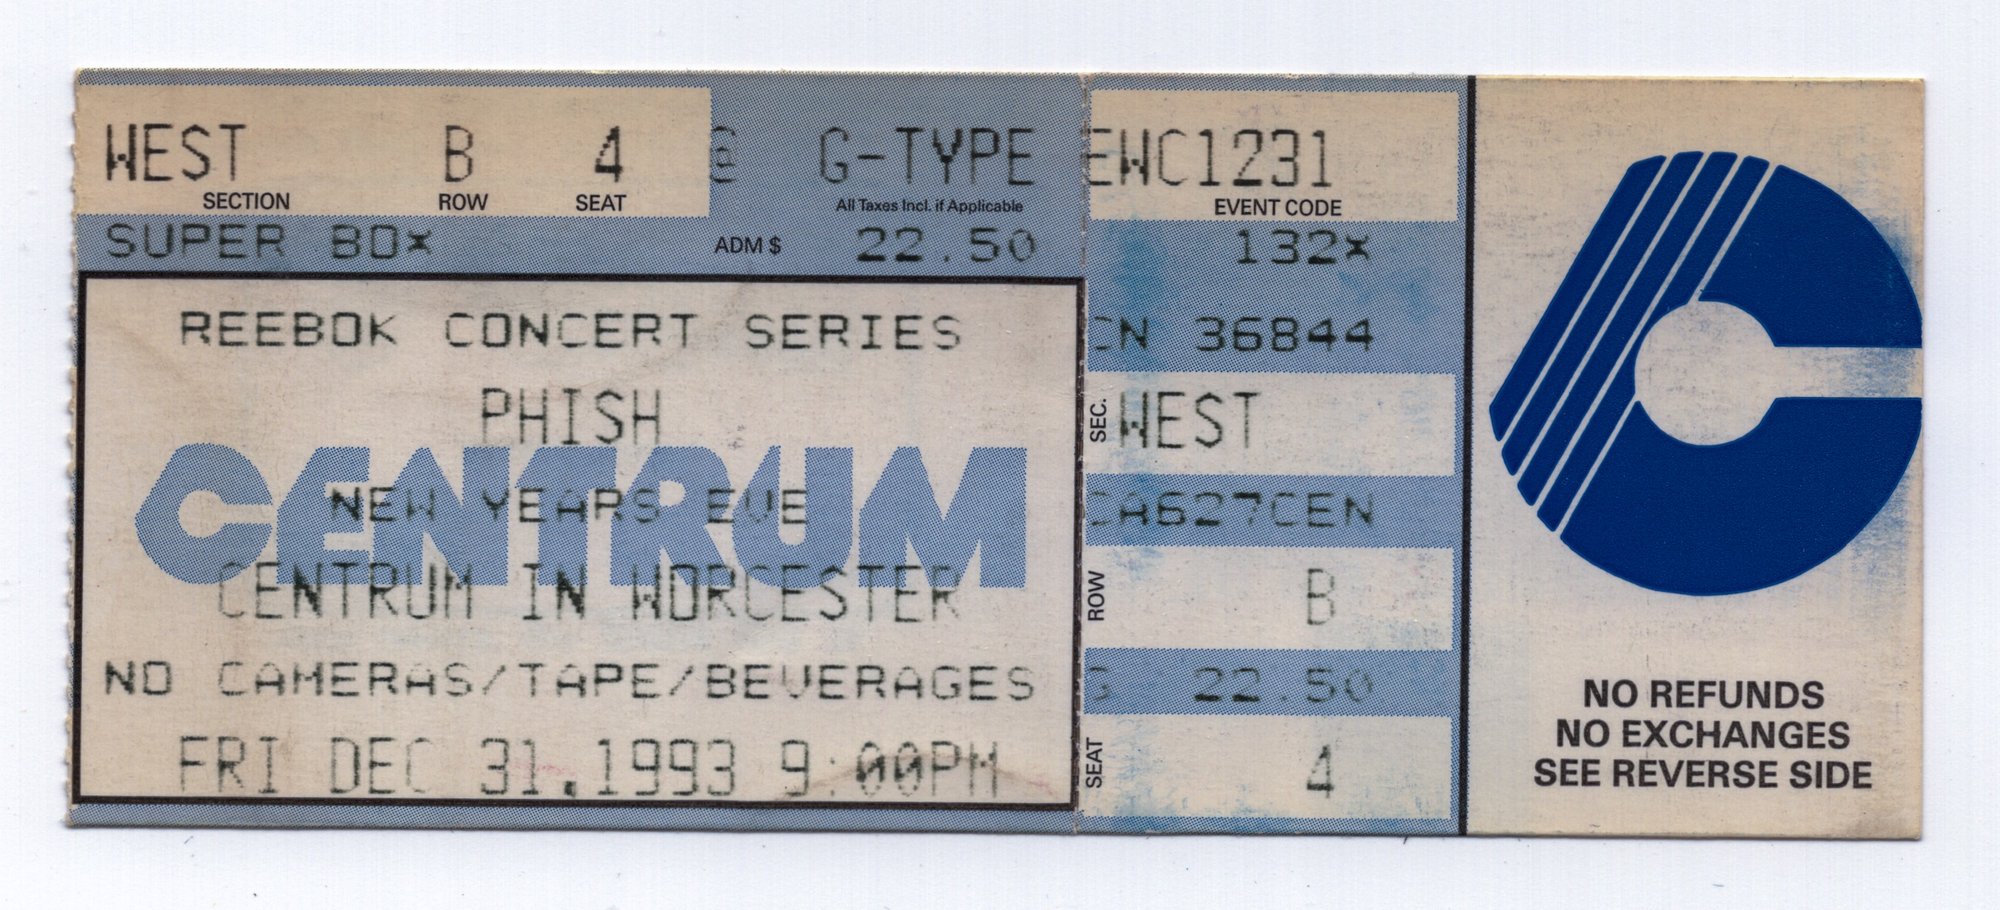 WEST B 4 G-TYPE
SECTION ROW SEAT All Taxes Incl. if Applicable
SUPER BOX ADM $ 22.50
REEBOK CONCERT SERIES
PHISH
CENTRUM
NEW YEARS EVE
CENTRUM IN WORCESTER
NO CAMERAS/TAPE/BEVERAGES
FRI DEC 31,1993 9:00PM
EWC1231
EVENT CODE
132X
CN 36844
SEC. WEST
CA627CEN
ROW B
G 22.50
SEAT 4
NO REFUNDS
NO EXCHANGES
SEE REVERSE SIDE